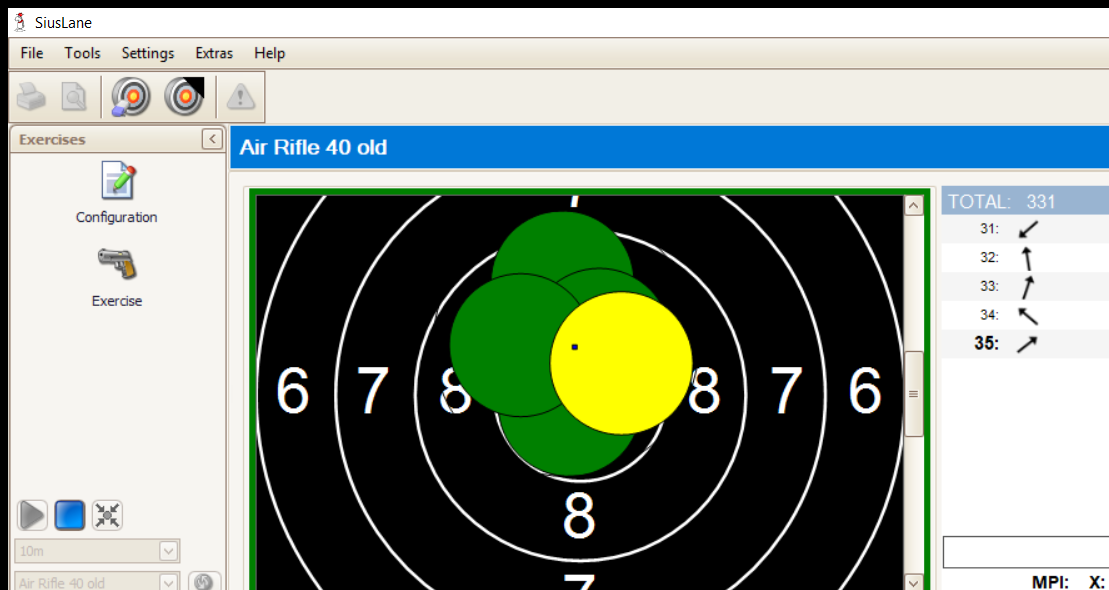 SiusLane
File Tools Settings Extras Help
Exercises
Air Rifle 40 old
Configuration
Exercise
TOTAL: 331
31:
32:
33:
34:
35:
6 7 8 8 7 6
8
7
10m
Air Rifle 40 old
MPI: X: